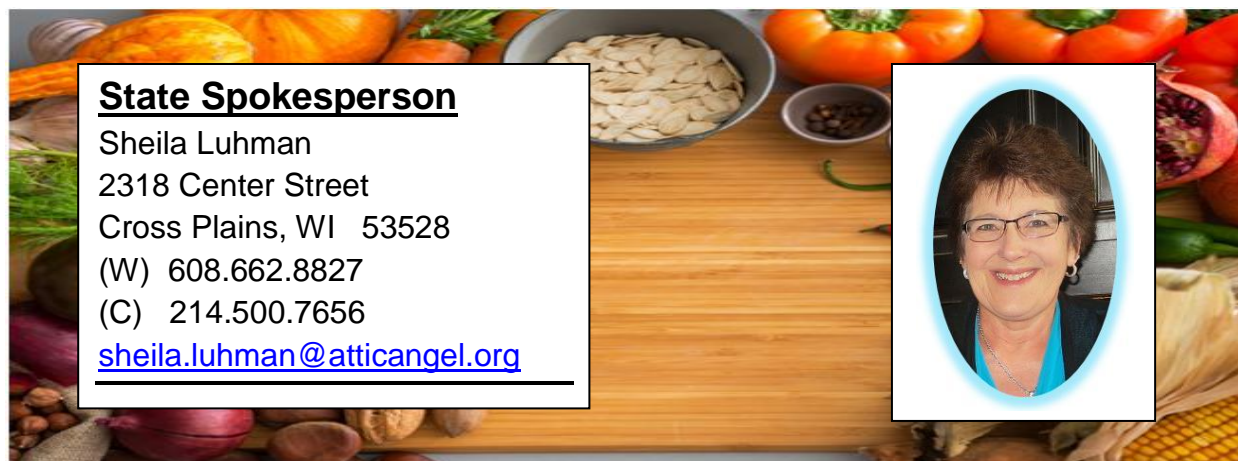 State Spokesperson
Sheila Luhman
2318 Center Street
Cross Plains, WI 53528
(W) 608.662.8827
(C) 214.500.7656
sheila.luhman@atticangel.org